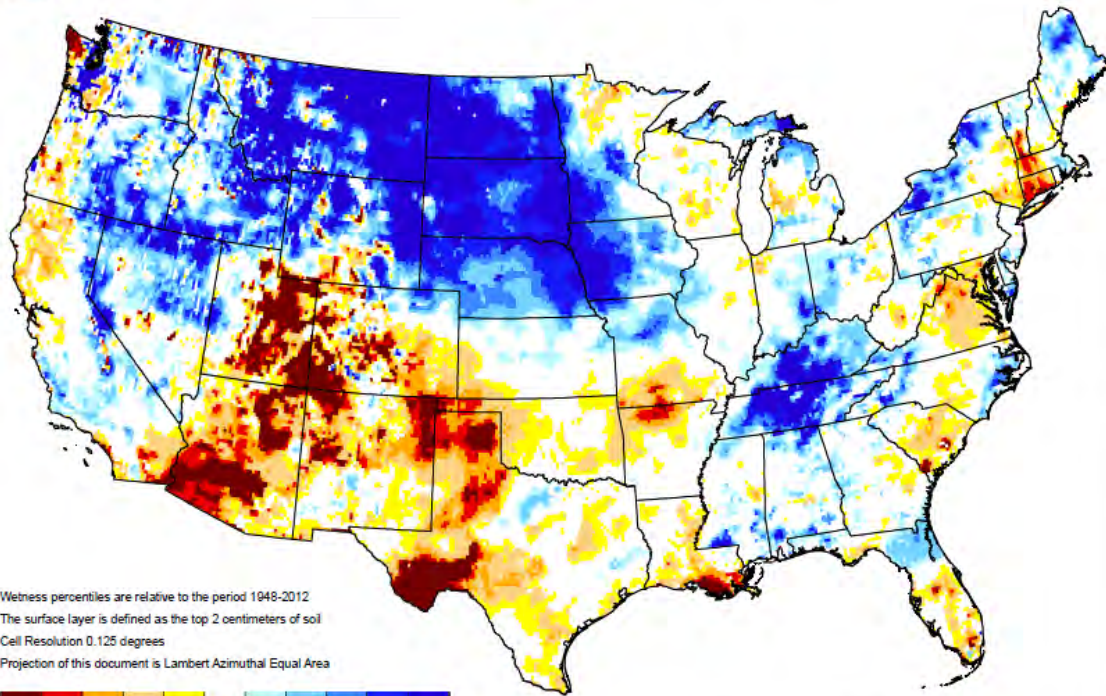 Wetness percentiles are relative to the period 1948-2012
The surface layer is defined as the top 2 centimeters of soil
Cell Resolution 0.125 degrees
Projection of this document is Lambert Azimuthal Equal Area